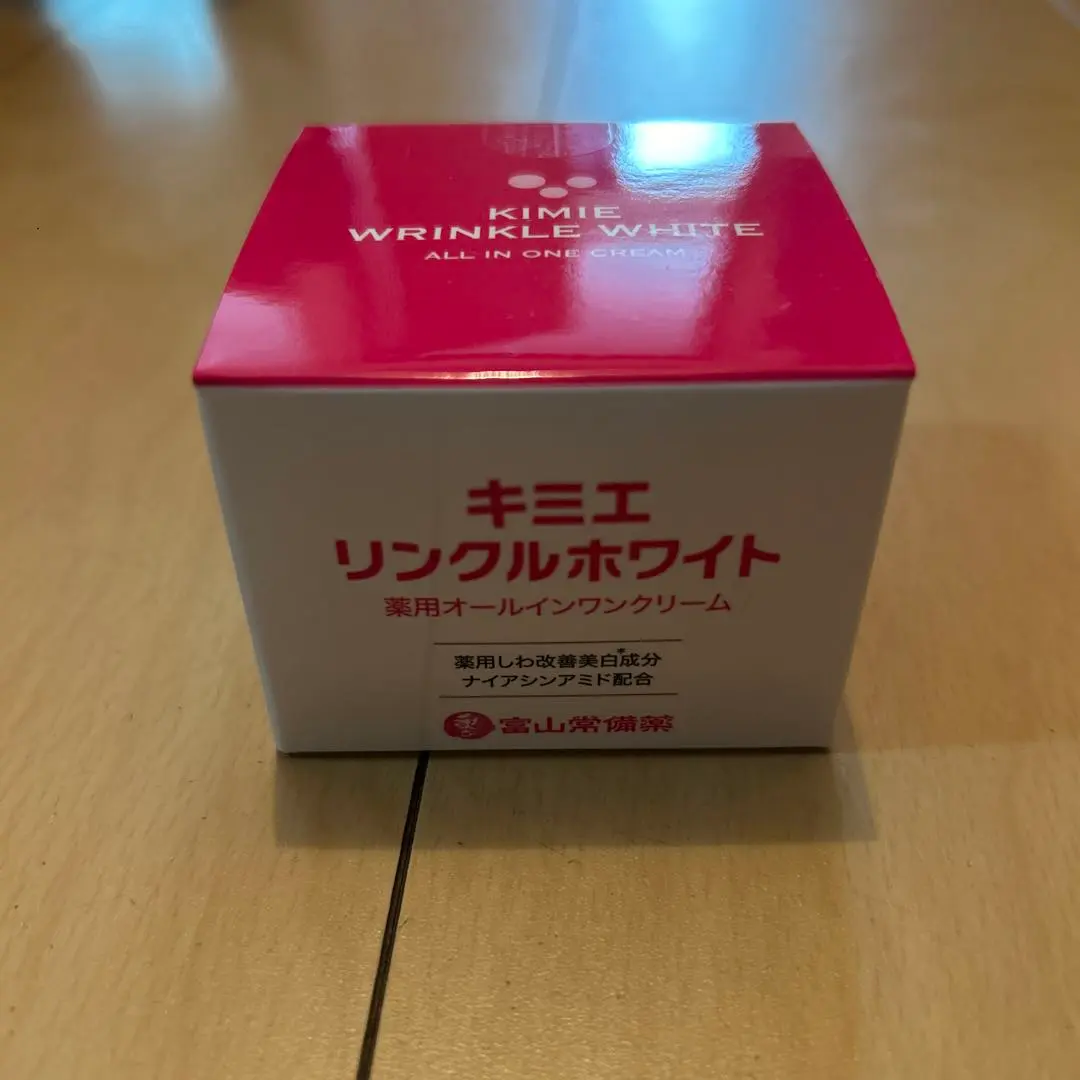 KIMIE
WRINKLE WHITE
ALL IN ONE CREAM
キミエ
リンクルホワイト
薬用オールインワンクリーム
薬用しわ改善美白*成分
ナイアシンアミド配合
富山常備薬